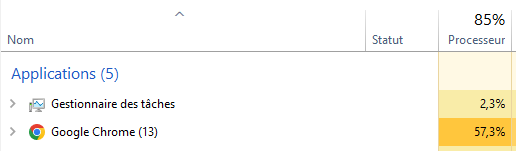 85%
Nom Statut Processeur
Applications (5)
Gestionnaire des tâches 2,3%
Google Chrome (13) 57,3%